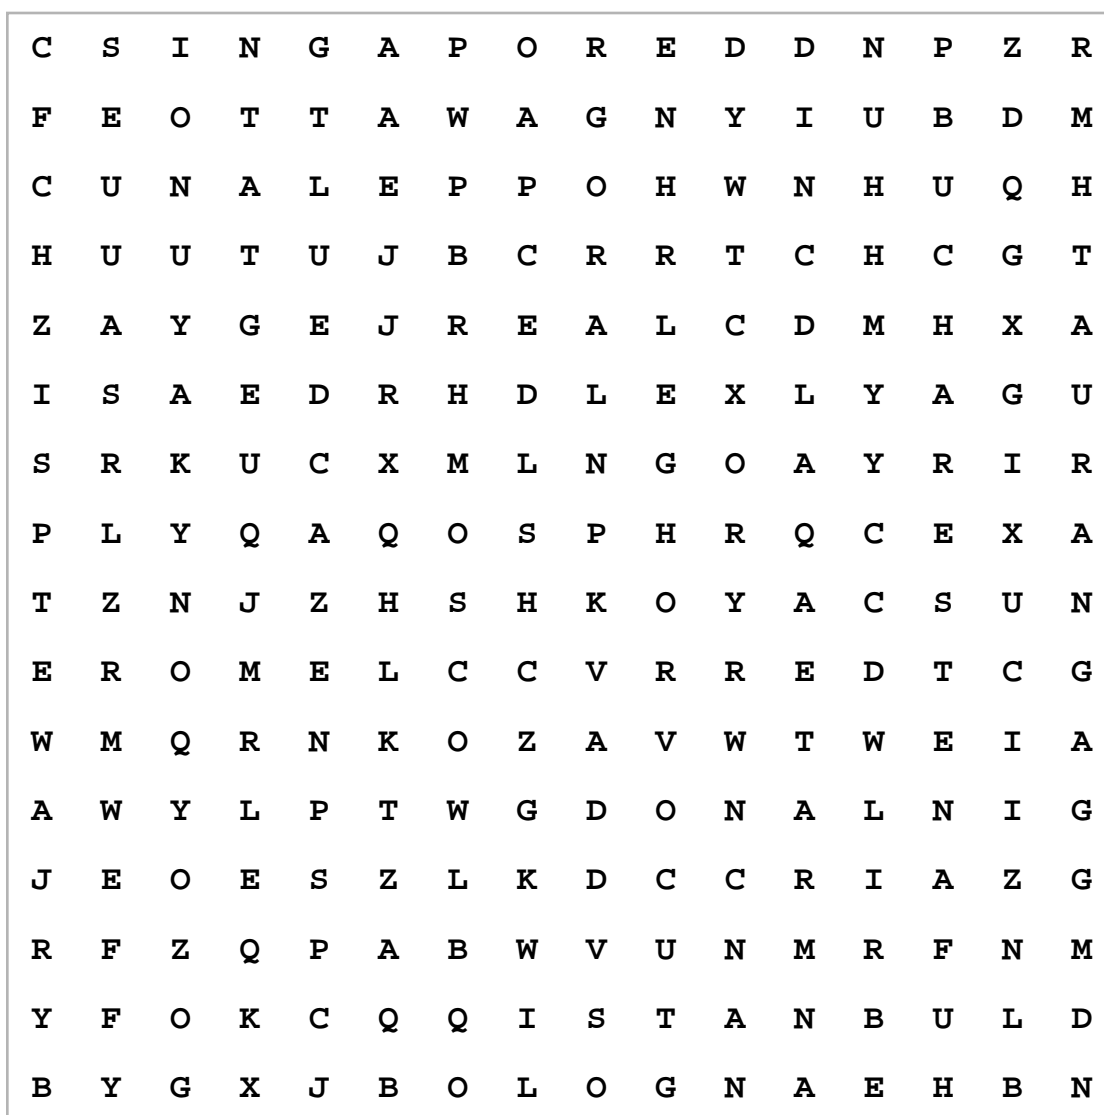 C S I N G A P O R E D D N P Z R
F E O T T A W A G N Y I U B D M
C U N A L E P P O H W N H U Q H
H U U T U J B C R R T C H C G T
Z A Y G E J R E A L C D M H X A
I S A E D R H D L E X L Y A G U
S R K U C X M L N G O A Y R I R
P L Y Q A Q O S P H R Q C E X A
T Z N J Z H S H K O Y A C S U N
E R O M E L C C V R R E D T C G
W M Q R N K O Z A V W T W E I A
A W Y L P T W G D O N A L N I G
J E O E S Z L K D C C R I A Z G
R F Z Q P A B W V U N M R F N M
Y F O K C Q Q I S T A N B U L D
B Y G X J B O L O G N A E H B N